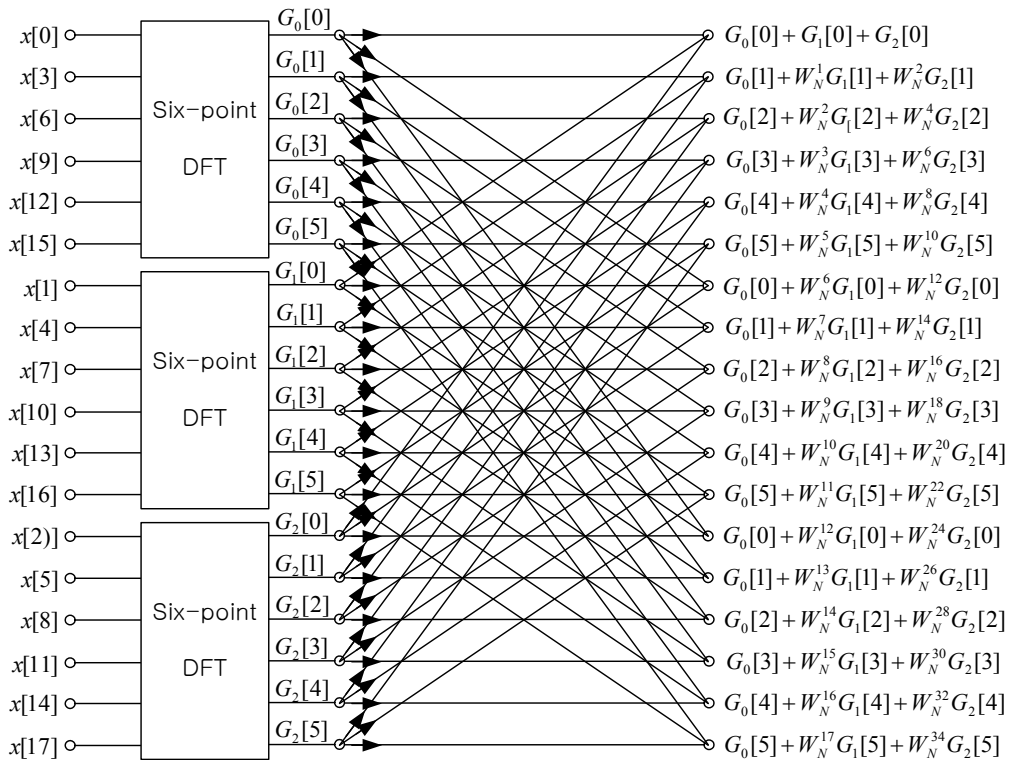 x[0] G₀[0] G₀[0] + G₁[0] + G₂[0]
x[3] G₀[1] G₀[1] + W_N^1 G₁[1] + W_N^2 G₂[1]
x[6] Six-point G₀[2] G₀[2] + W_N^2 G_[[2] + W_N^4 G₂[2]
x[9] DFT G₀[3] G₀[3] + W_N^3 G₁[3] + W_N^6 G₂[3]
x[12] G₀[4] G₀[4] + W_N^4 G₁[4] + W_N^8 G₂[4]
x[15] G₀[5] G₀[5] + W_N^5 G₁[5] + W_N^10 G₂[5]
x[1] G₁[0] G₀[0] + W_N^6 G₁[0] + W_N^12 G₂[0]
x[4] G₁[1] G₀[1] + W_N^7 G₁[1] + W_N^14 G₂[1]
x[7] Six-point G₁[2] G₀[2] + W_N^8 G₁[2] + W_N^16 G₂[2]
x[10] DFT G₁[3] G₀[3] + W_N^9 G₁[3] + W_N^18 G₂[3]
x[13] G₁[4] G₀[4] + W_N^10 G₁[4] + W_N^20 G₂[4]
x[16] G₁[5] G₀[5] + W_N^11 G₁[5] + W_N^22 G₂[5]
x[2)] G₂[0] G₀[0] + W_N^12 G₁[0] + W_N^24 G₂[0]
x[5] G₂[1] G₀[1] + W_N^13 G₁[1] + W_N^26 G₂[1]
x[8] Six-point G₂[2] G₀[2] + W_N^14 G₁[2] + W_N^28 G₂[2]
x[11] DFT G₂[3] G₀[3] + W_N^15 G₁[3] + W_N^30 G₂[3]
x[14] G₂[4] G₀[4] + W_N^16 G₁[4] + W_N^32 G₂[4]
x[17] G₂[5] G₀[5] + W_N^17 G₁[5] + W_N^34 G₂[5]